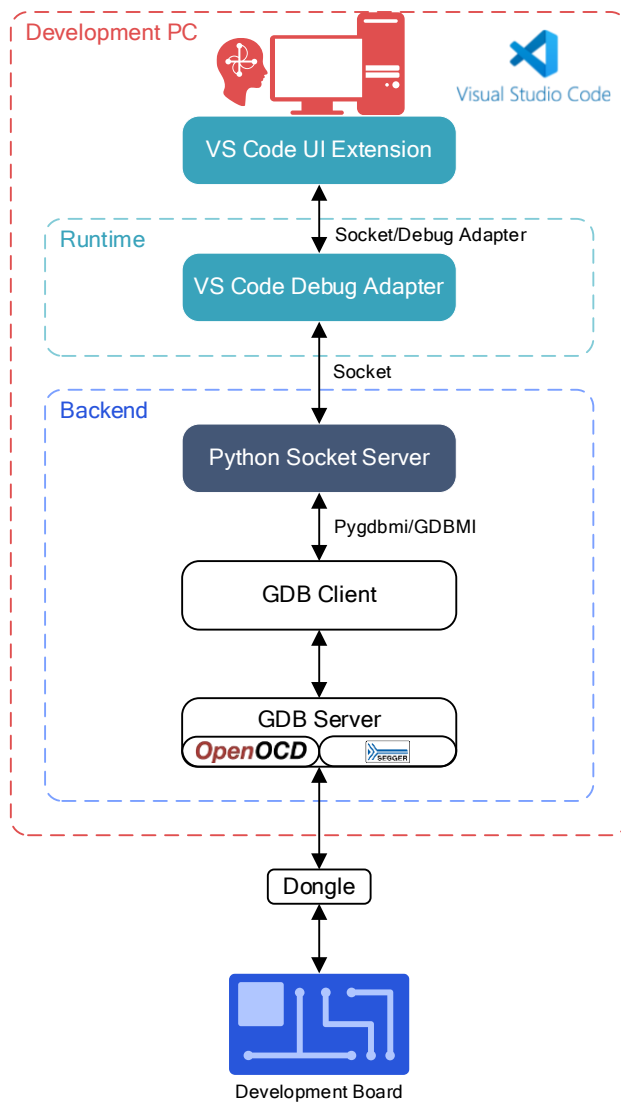 Development PC
Visual Studio Code
VS Code UI Extension
Socket/Debug Adapter
Runtime
VS Code Debug Adapter
Socket
Backend
Python Socket Server
Pygdbmi/GDBMI
GDB Client
GDB Server
OpenOCD
SEGGER
Dongle
Development Board